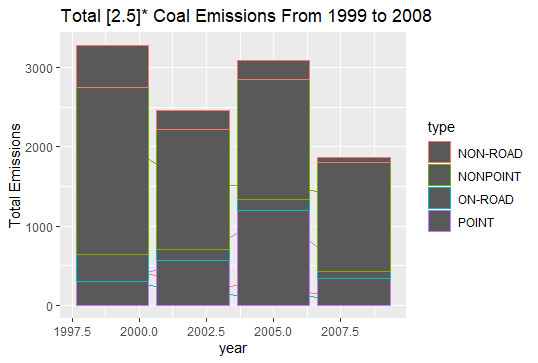 Total [2.5]* Coal Emissions From 1999 to 2008
3000
2000
1000
0
Total Emissions
1997.5 2000.0 2002.5 2005.0 2007.5
year
type
NON-ROAD
NONPOINT
ON-ROAD
POINT